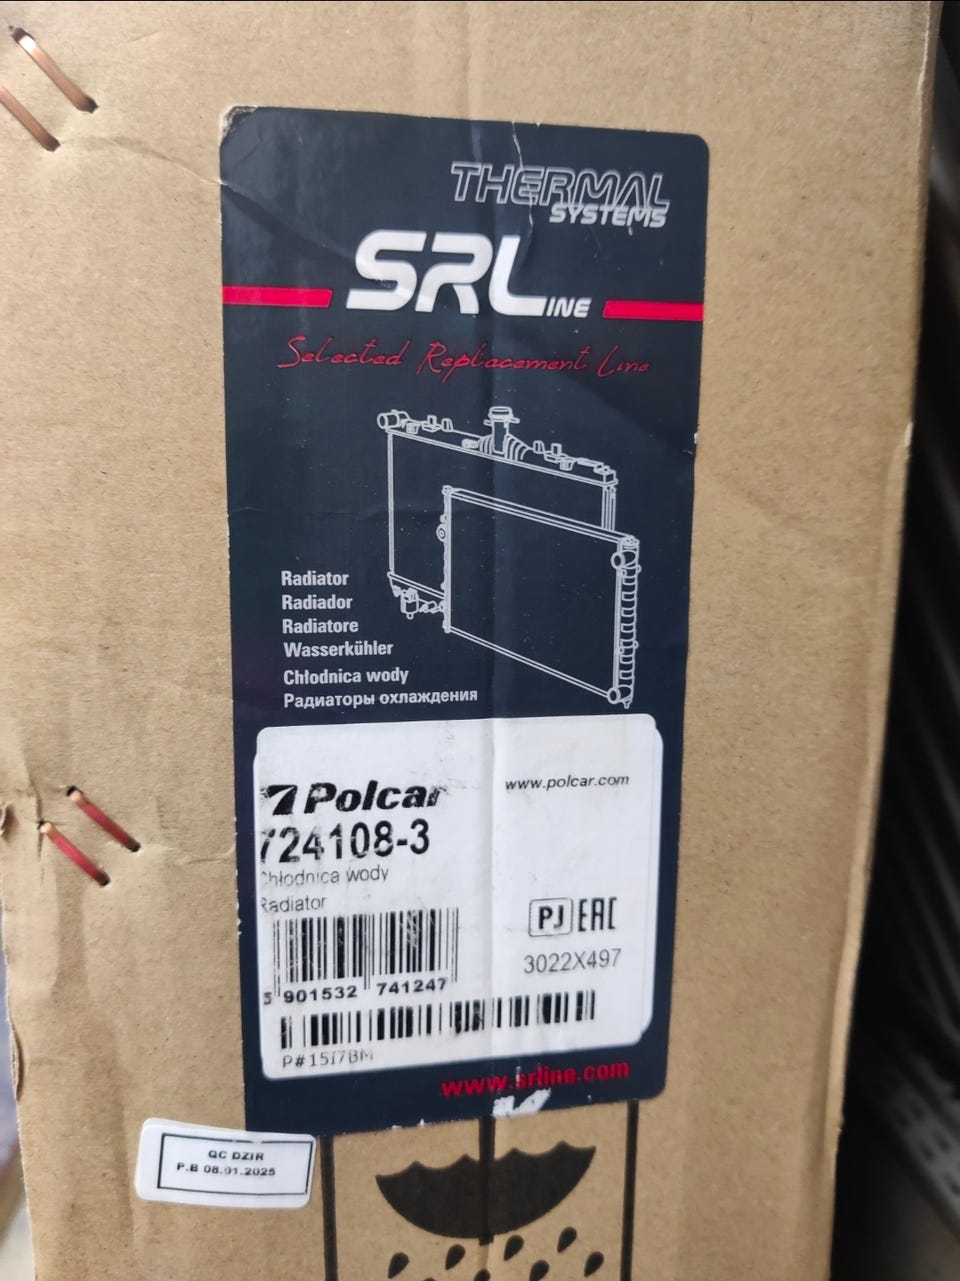 THERMAL
SYSTEMS
SRLINE
Selected Replacement Line
Radiator
Radiador
Radiatore
Wasserkühler
Chłodnica wody
Радиаторы охлаждения
Polcar
www.polcar.com
724108-3
Chłodnica wody
Radiator
PJ EAC
3022X497
5 901532 741247
www.srline.com
QC DZIR
P.B 08.01.2025